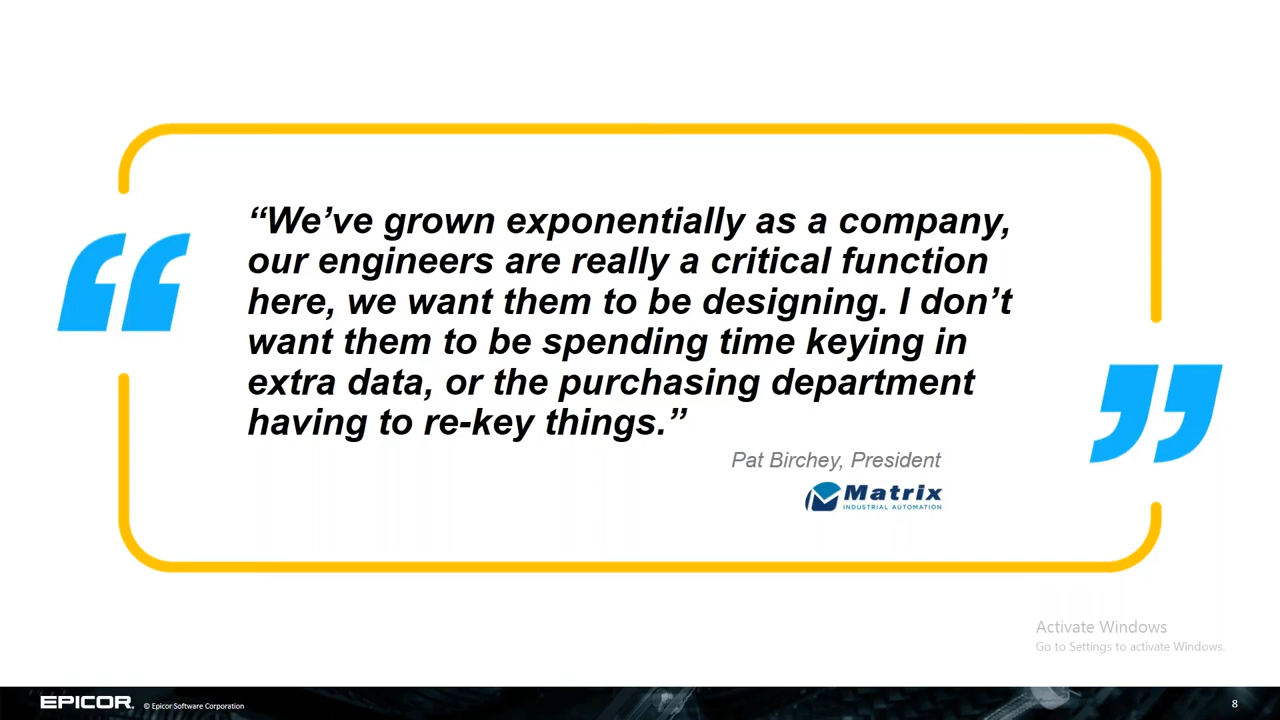 “We’ve grown exponentially as a company,
our engineers are really a critical function
here, we want them to be designing. I don’t
want them to be spending time keying in
extra data, or the purchasing department
having to re-key things.”
Pat Birchey, President
Matrix
INDUSTRIAL AUTOMATION
Activate Windows
Go to Settings to activate Windows.
EPICOR® © Epicor Software Corporation 8